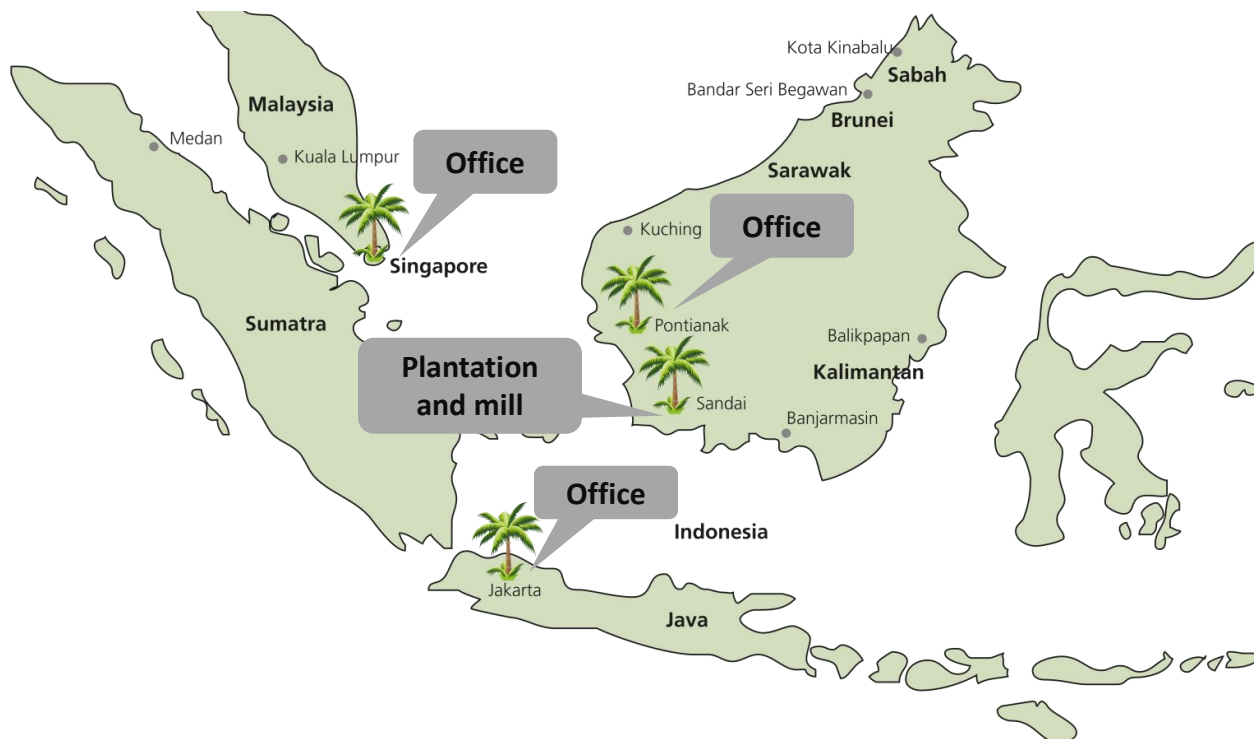 Kota Kinabalu
Sabah
Bandar Seri Begawan
Brunei
Malaysia
Medan
Kuala Lumpur
Office
Sarawak
Kuching
Office
Singapore
Sumatra
Pontianak
Balikpapan
Plantation
and mill
Kalimantan
Sandai
Banjarmasin
Office
Indonesia
Jakarta
Java